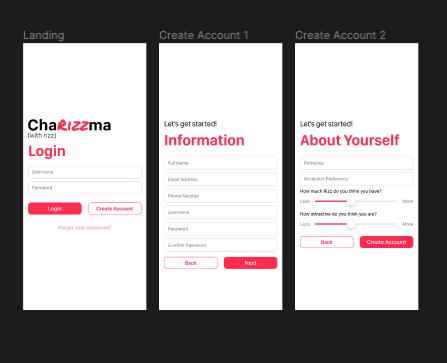 Landing
ChaRIZZma
(with rizz)
Login
Username
Password
Login
Create Account
Forget your password?
Create Account 1
Let's get started!
Information
Full Name
Email Address
Phone Number
Username
Password
Confirm Password
Back
Next
Create Account 2
Let's get started!
About Yourself
Pronouns
Attraction Preference
How much Rizz do you think you have?
Less More
How attractive do you think you are?
Less More
Back
Create Account